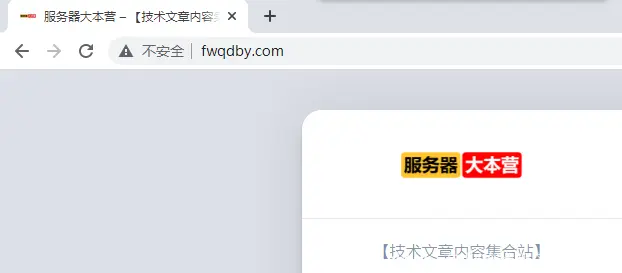 服务器大本营 – 【技术文章内容集
不安全
fwqdby.com
服务器大本营
【技术文章内容集合站】